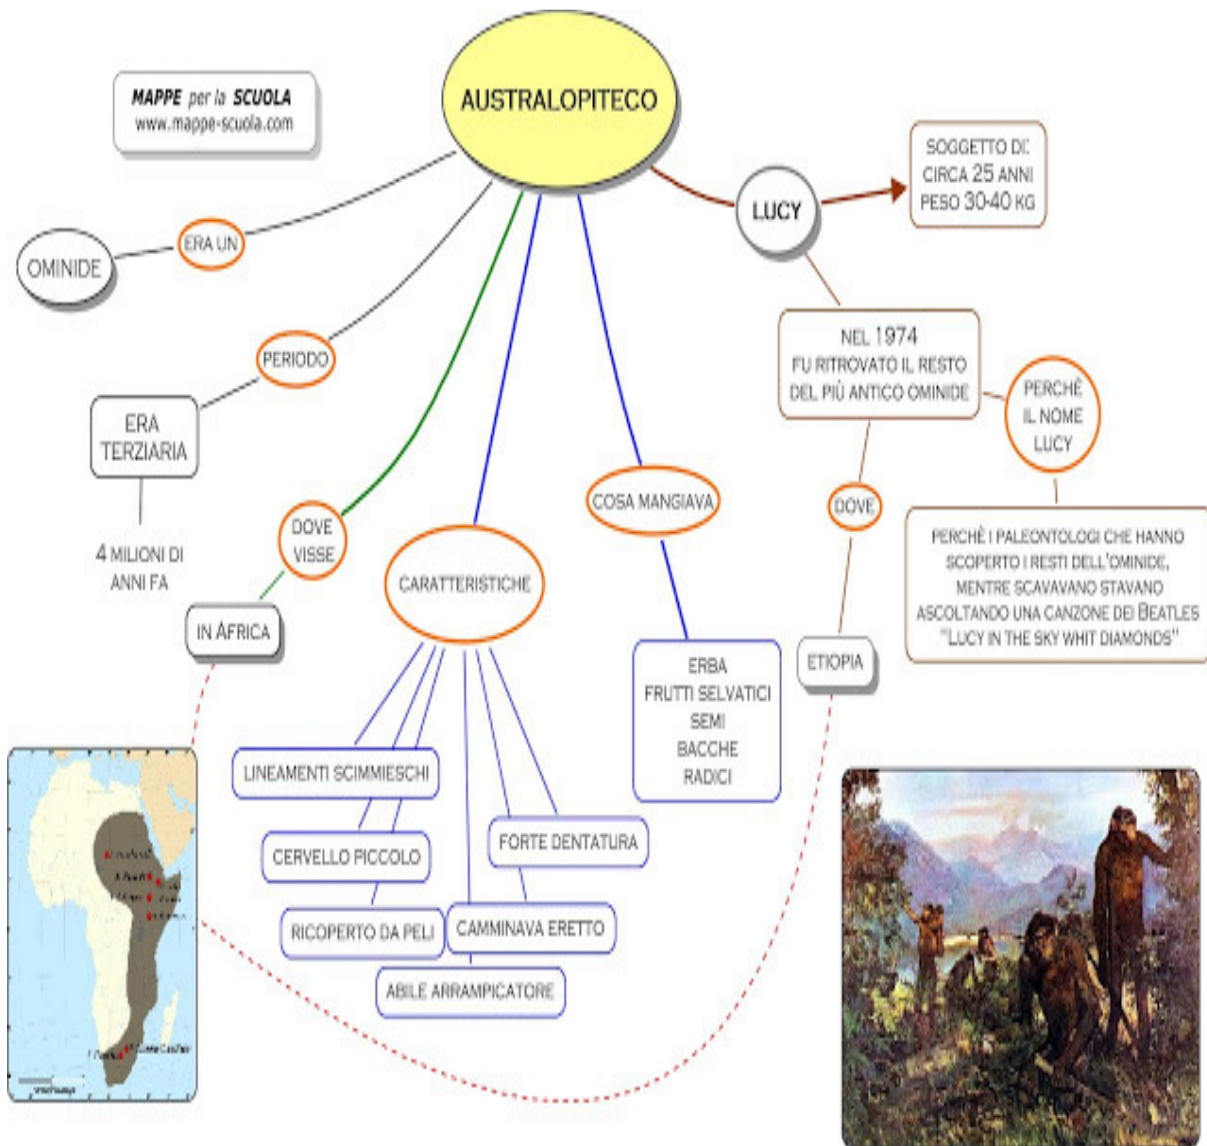 AUSTRALOPITECO
MAPPE per la SCUOLA
www.mappe-scuola.com
ERA UN
OMINIDE
PERIODO
ERA
TERZIARIA
4 MILIONI DI
ANNI FA
DOVE
VISSE
IN AFRICA
CARATTERISTICHE
LINEAMENTI SCIMMIESCHI
CERVELLO PICCOLO
RICOPERTO DA PELI
ABILE ARRAMPICATORE
CAMMINAVA ERETTO
FORTE DENTATURA
COSA MANGIAVA
ERBA
FRUTTI SELVATICI
SEMI
BACCHE
RADICI
LUCY
SOGGETTO DI:
CIRCA 25 ANNI
PESO 30-40 KG
NEL 1974
FU RITROVATO IL RESTO
DEL PIÙ ANTICO OMINIDE
DOVE
ETIOPIA
PERCHÈ
IL NOME
LUCY
PERCHÈ I PALEONTOLOGI CHE HANNO
SCOPERTO I RESTI DELL'OMINIDE,
MENTRE SCAVAVANO STAVANO
ASCOLTANDO UNA CANZONE DEI BEATLES
"LUCY IN THE SKY WHIT DIAMONDS"